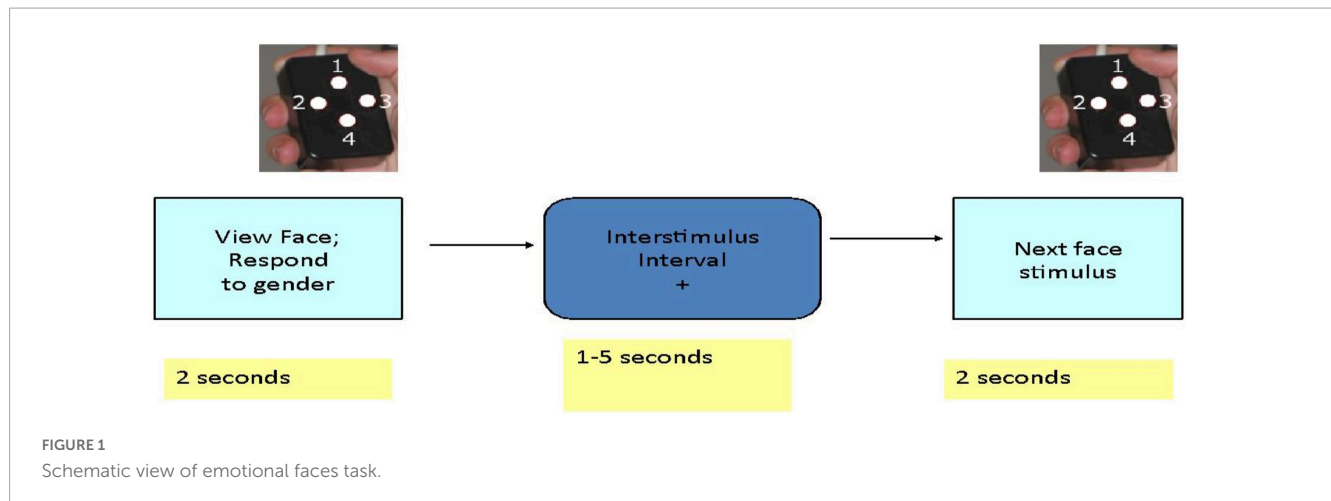 1
2 3
4
1
2 3
4
View Face;
Respond
to gender
Interstimulus
Interval
+
Next face
stimulus
2 seconds
1-5 seconds
2 seconds
FIGURE 1
Schematic view of emotional faces task.